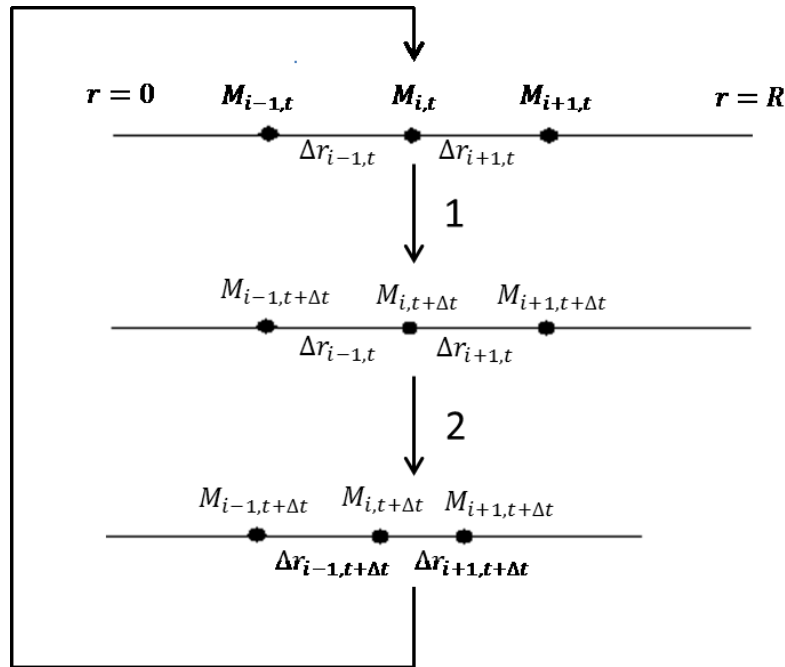 r = 0 M_{i−1,t} M_{i,t} M_{i+1,t} r = R
Δr_{i−1,t} Δr_{i+1,t}
1
M_{i−1,t+Δt} M_{i,t+Δt} M_{i+1,t+Δt}
Δr_{i−1,t} Δr_{i+1,t}
2
M_{i−1,t+Δt} M_{i,t+Δt} M_{i+1,t+Δt}
Δr_{i−1,t+Δt} Δr_{i+1,t+Δt}